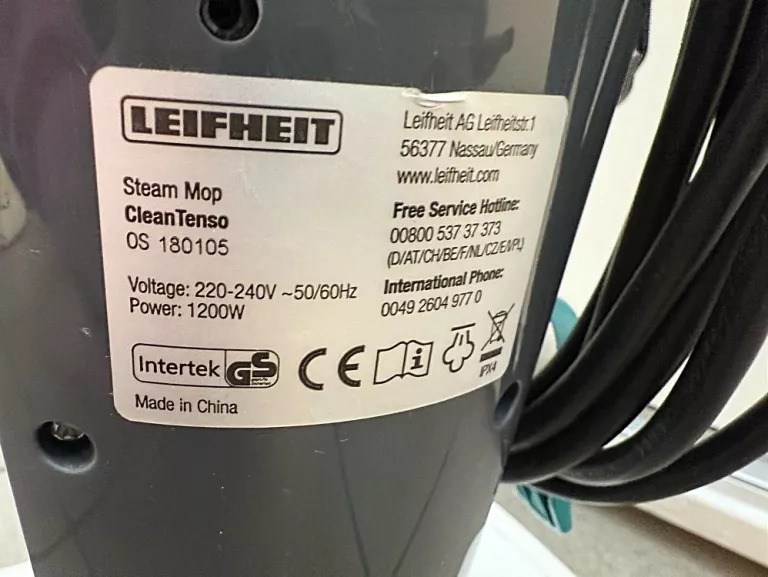 LEIFHEIT
Steam Mop
CleanTenso
OS 180105
Voltage: 220-240V ~50/60Hz
Power: 1200W
Intertek GS
CE
Made in China
Leifheit AG Leifheitstr.1
56377 Nassau/Germany
www.leifheit.com
Free Service Hotline:
00800 537 37 373
(D/AT/CH/BE/F/NL/CZ/E/I/PL)
International Phone:
0049 2604 977 0
IPX4